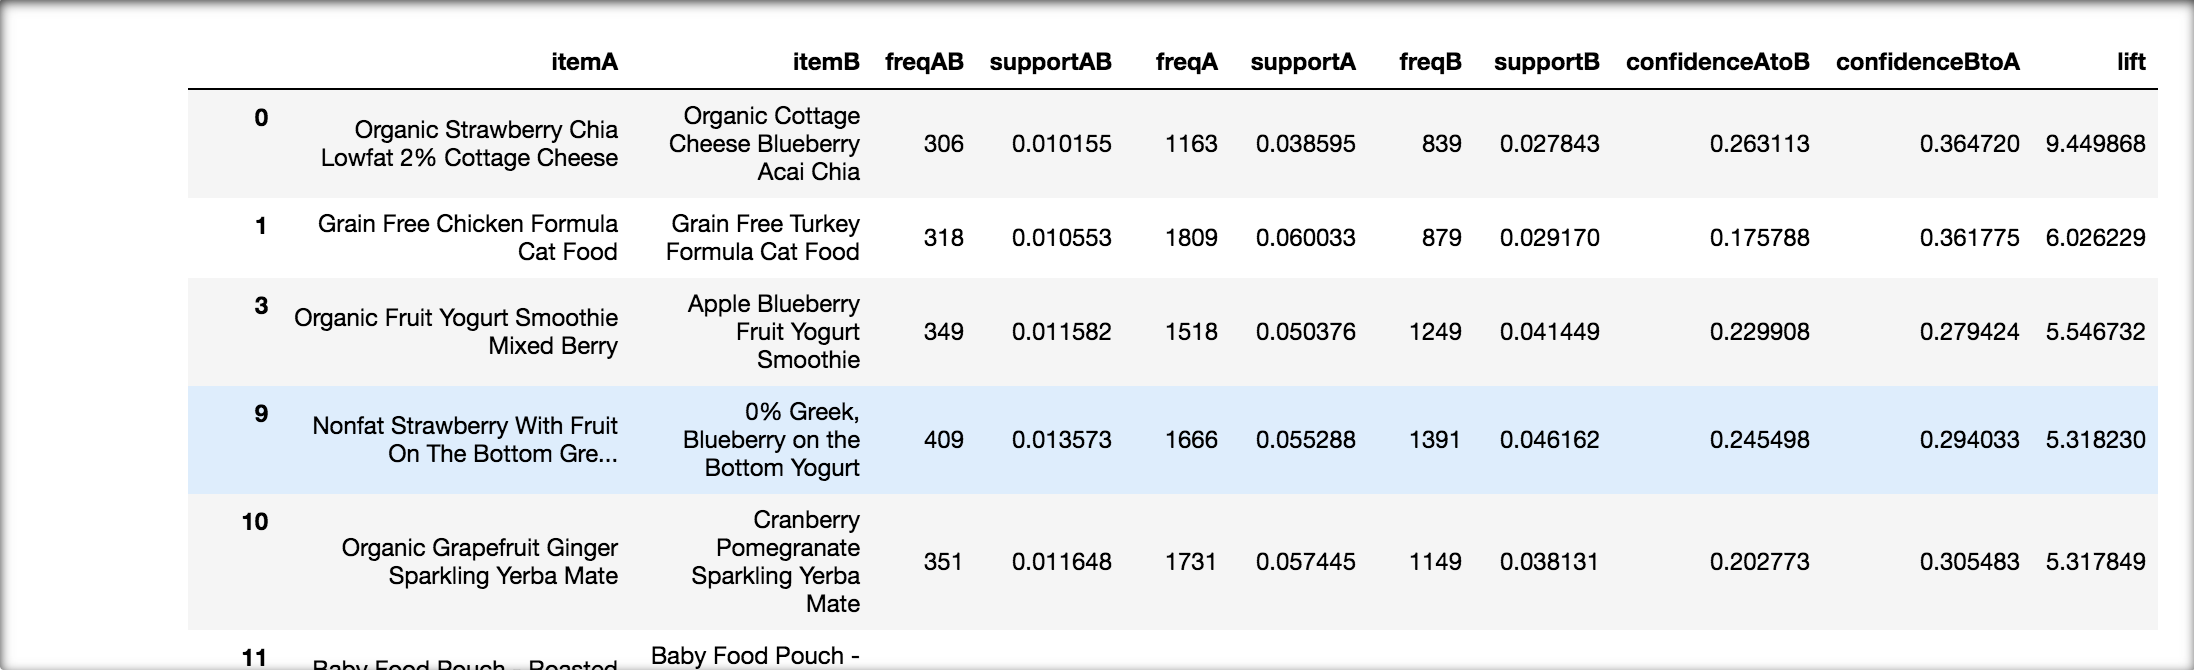 itemA itemB freqAB supportAB freqA supportA freqB supportB confidenceAtoB confidenceBtoA lift
0 Organic Strawberry Chia Lowfat 2% Cottage Cheese Organic Cottage Cheese Blueberry Acai Chia 306 0.010155 1163 0.038595 839 0.027843 0.263113 0.364720 9.449868
1 Grain Free Chicken Formula Cat Food Grain Free Turkey Formula Cat Food 318 0.010553 1809 0.060033 879 0.029170 0.175788 0.361775 6.026229
3 Organic Fruit Yogurt Smoothie Mixed Berry Apple Blueberry Fruit Yogurt Smoothie 349 0.011582 1518 0.050376 1249 0.041449 0.229908 0.279424 5.546732
9 Nonfat Strawberry With Fruit On The Bottom Gre... 0% Greek, Blueberry on the Bottom Yogurt 409 0.013573 1666 0.055288 1391 0.046162 0.245498 0.294033 5.318230
10 Organic Grapefruit Ginger Sparkling Yerba Mate Cranberry Pomegranate Sparkling Yerba Mate 351 0.011648 1731 0.057445 1149 0.038131 0.202773 0.305483 5.317849
11 Baby Food Pouch - Roasted Baby Food Pouch -